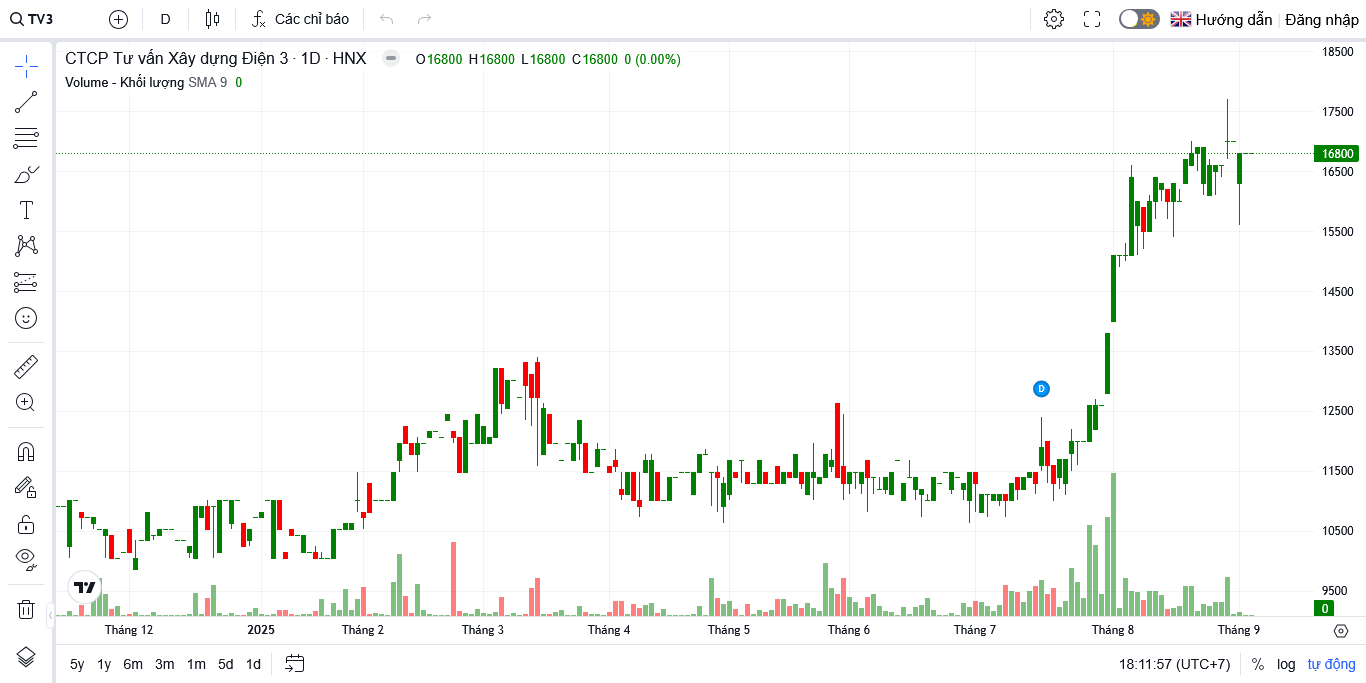 TV3 D Các chỉ báo Hướng dẫn Đăng nhập
CTCP Tư vấn Xây dựng Điện 3 · 1D · HNX O16800 H16800 L16800 C16800 0 (0.00%)
Volume - Khối lượng SMA 9 0
18500
17500
16800
16500
15500
14500
13500
D
12500
11500
10500
9500
0
Tháng 12 2025 Tháng 2 Tháng 3 Tháng 4 Tháng 5 Tháng 6 Tháng 7 Tháng 8 Tháng 9
5y 1y 6m 3m 1m 5d 1d 18:11:57 (UTC+7) % log tự động